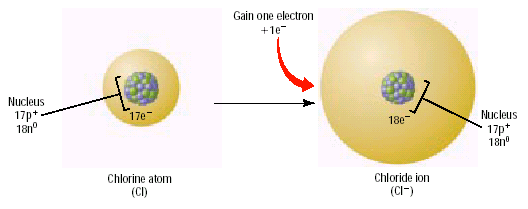 Gain one electron
+1e⁻
Nucleus
17p⁺
18n⁰
17e⁻
18e⁻
Nucleus
17p⁺
18n⁰
Chlorine atom
(Cl)
Chloride ion
(Cl⁻)